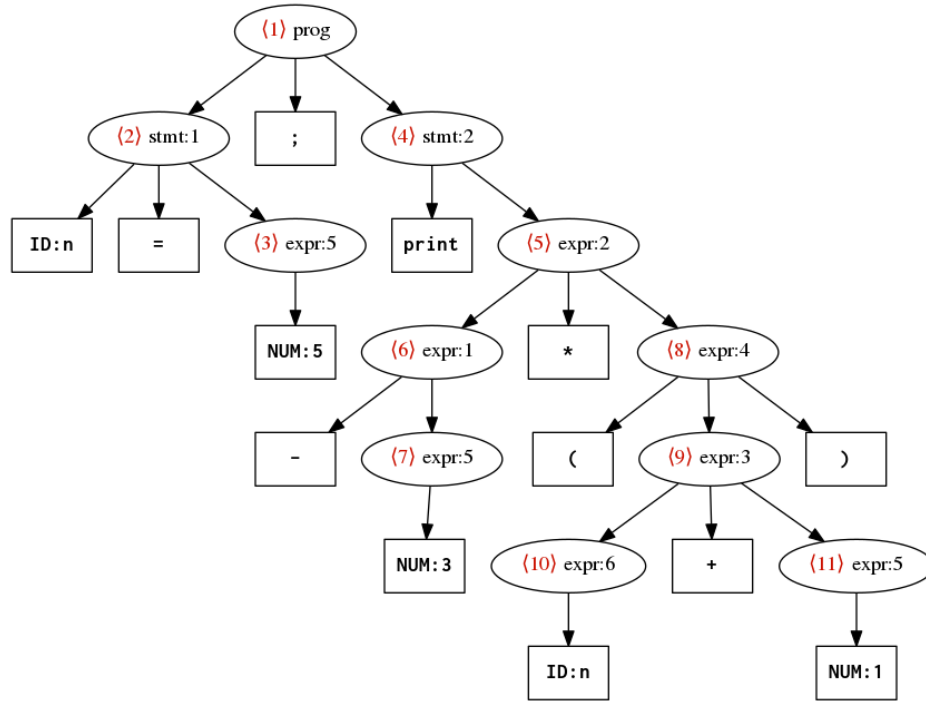 ⟨1⟩ prog
⟨2⟩ stmt:1
;
⟨4⟩ stmt:2
ID:n
=
⟨3⟩ expr:5
print
⟨5⟩ expr:2
NUM:5
⟨6⟩ expr:1
*
⟨8⟩ expr:4
-
⟨7⟩ expr:5
(
⟨9⟩ expr:3
)
NUM:3
⟨10⟩ expr:6
+
⟨11⟩ expr:5
ID:n
NUM:1